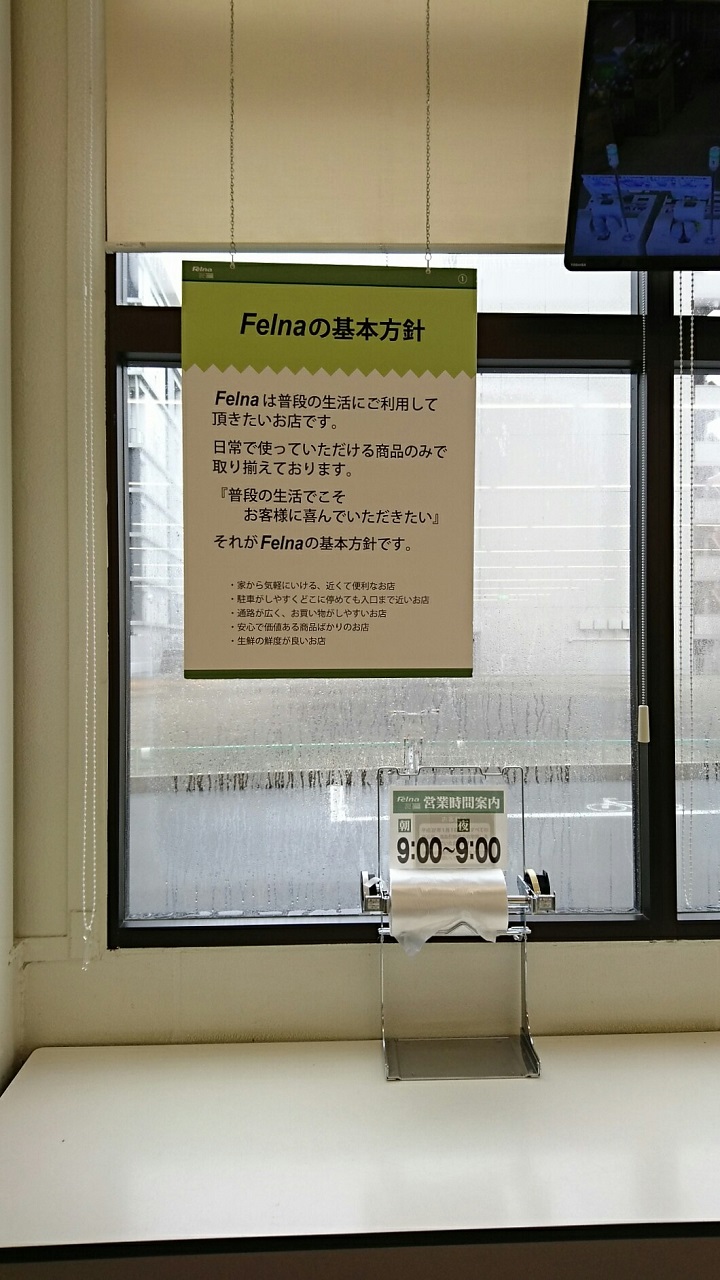 Felna
①
Felnaの基本方針
Felnaは普段の生活にご利用して
頂きたいお店です。
日常で使っていただける商品のみで
取り揃えております。
『普段の生活でこそ
お客様に喜んでいただきたい』
それがFelnaの基本方針です。
・家から気軽にいける、近くて便利なお店
・駐車がしやすくどこに停めても入口まで近いお店
・通路が広く、お買い物がしやすいお店
・安心で価値ある商品ばかりのお店
・生鮮の鮮度が良いお店
Felna 営業時間案内
朝 夜
9:00~9:00
TOSHIBA